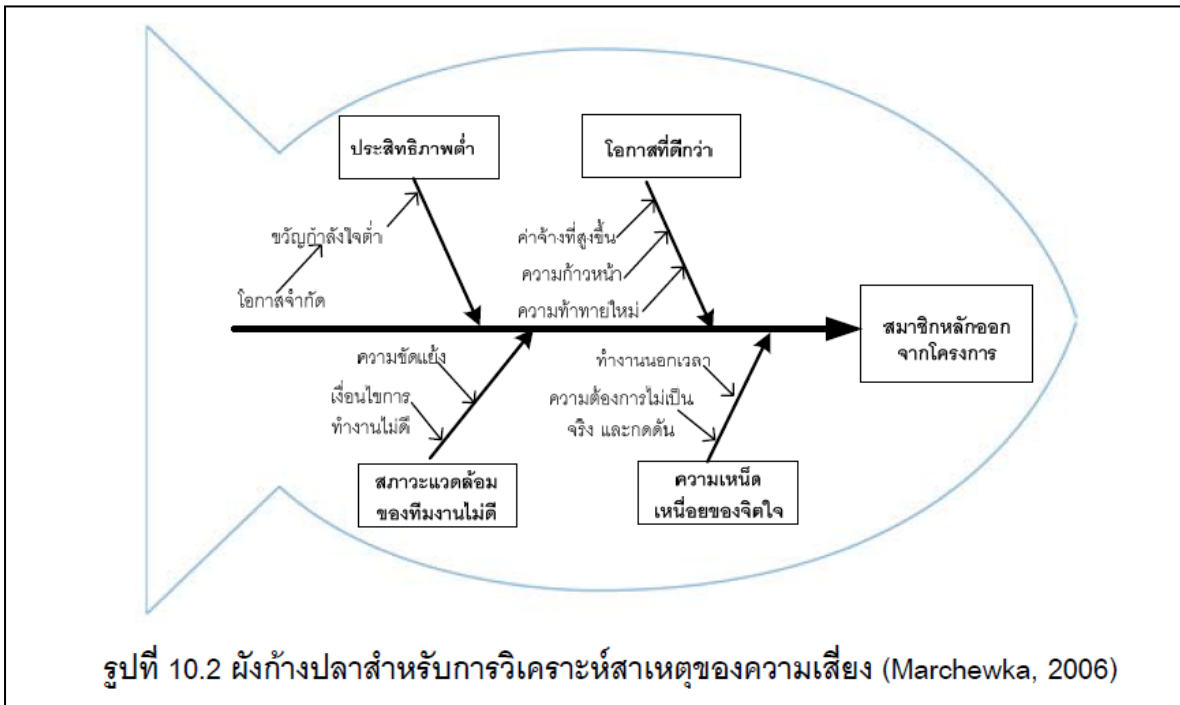 ประสิทธิภาพต่ำ
โอกาสที่ดีกว่า
ขวัญกำลังใจต่ำ
โอกาสจำกัด
ค่าจ้างที่สูงขึ้น
ความก้าวหน้า
ความท้าทายใหม่
สมาชิกหลักออก
จากโครงการ
ความขัดแย้ง
เงื่อนไขการ
ทำงานไม่ดี
ทำงานนอกเวลา
ความต้องการไม่เป็น
จริง และกดดัน
สภาวะแวดล้อม
ของทีมงานไม่ดี
ความเหน็ด
เหนื่อยของจิตใจ
รูปที่ 10.2 ผังก้างปลาสำหรับการวิเคราะห์สาเหตุของความเสี่ยง (Marchewka, 2006)